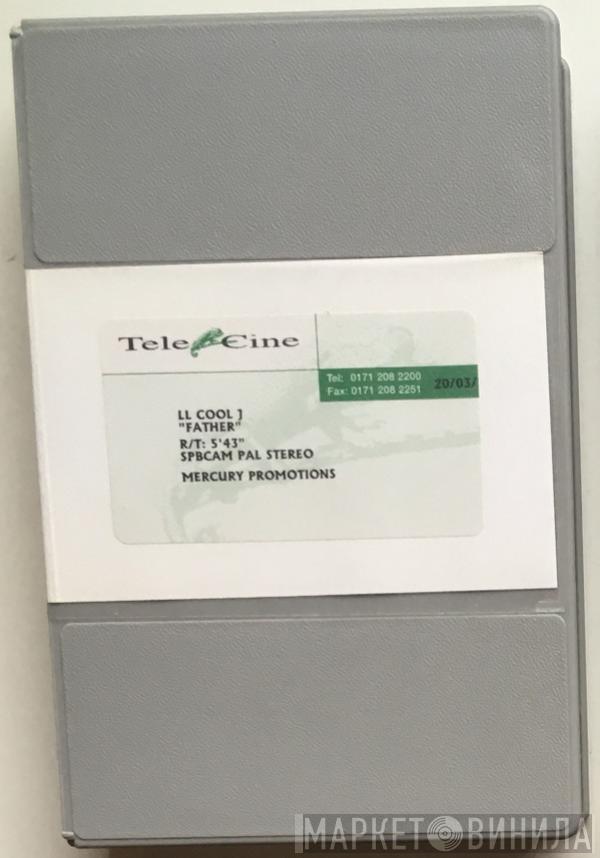 Tele Cine
Tel: 0171 208 2200
Fax: 0171 208 2251
20/03/
LL COOL J
"FATHER"
R/T: 5'43"
SPBCAM PAL STEREO
MERCURY PROMOTIONS
МАРКЕТ ВИНИЛА